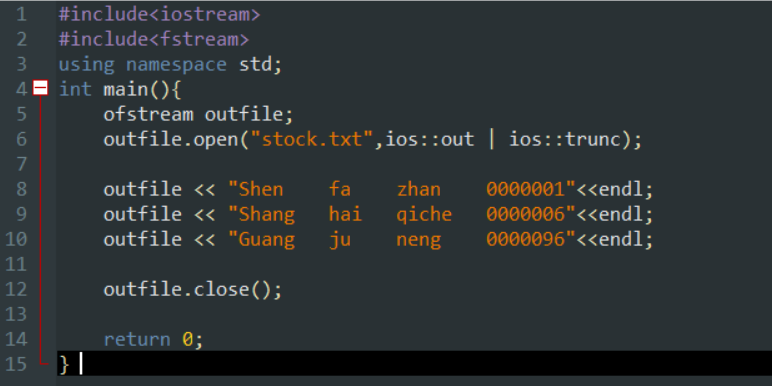 1 #include<iostream>
2 #include<fstream>
3 using namespace std;
4 int main(){
5     ofstream outfile;
6     outfile.open("stock.txt",ios::out | ios::trunc);
7
8     outfile << "Shen    fa    zhan    0000001"<<endl;
9     outfile << "Shang   hai   qiche   0000006"<<endl;
10     outfile << "Guang   ju    neng    0000096"<<endl;
11
12     outfile.close();
13
14     return 0;
15 }